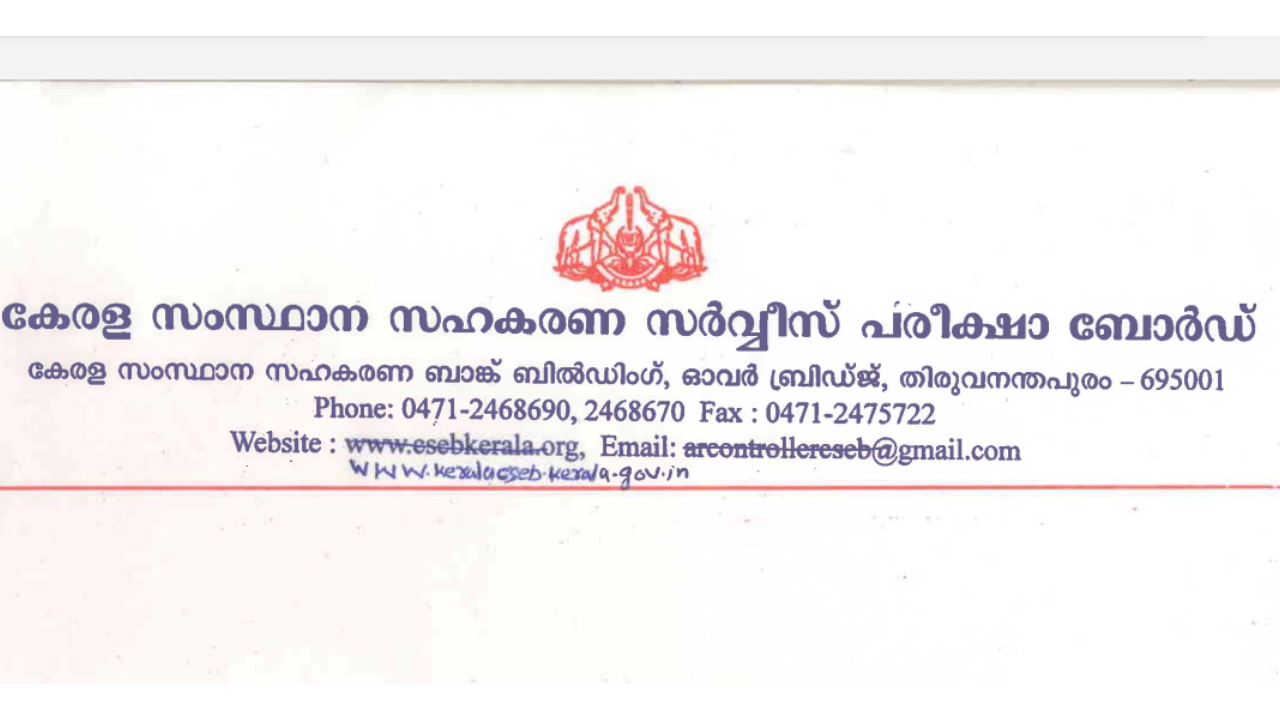 കേരള സംസ്ഥാന സഹകരണ സർവ്വീസ് പരീക്ഷാ ബോർഡ്
കേരള സംസ്ഥാന സഹകരണ ബാങ്ക് ബിൽഡിംഗ്, ഓവർ ബ്രിഡ്ജ്, തിരുവനന്തപുരം – 695001
Phone: 0471-2468690, 2468670 Fax : 0471-2475722
Website : www.csebkerala.org, Email: arcontrollercseb@gmail.com
www.keralacseb.kerala.gov.in